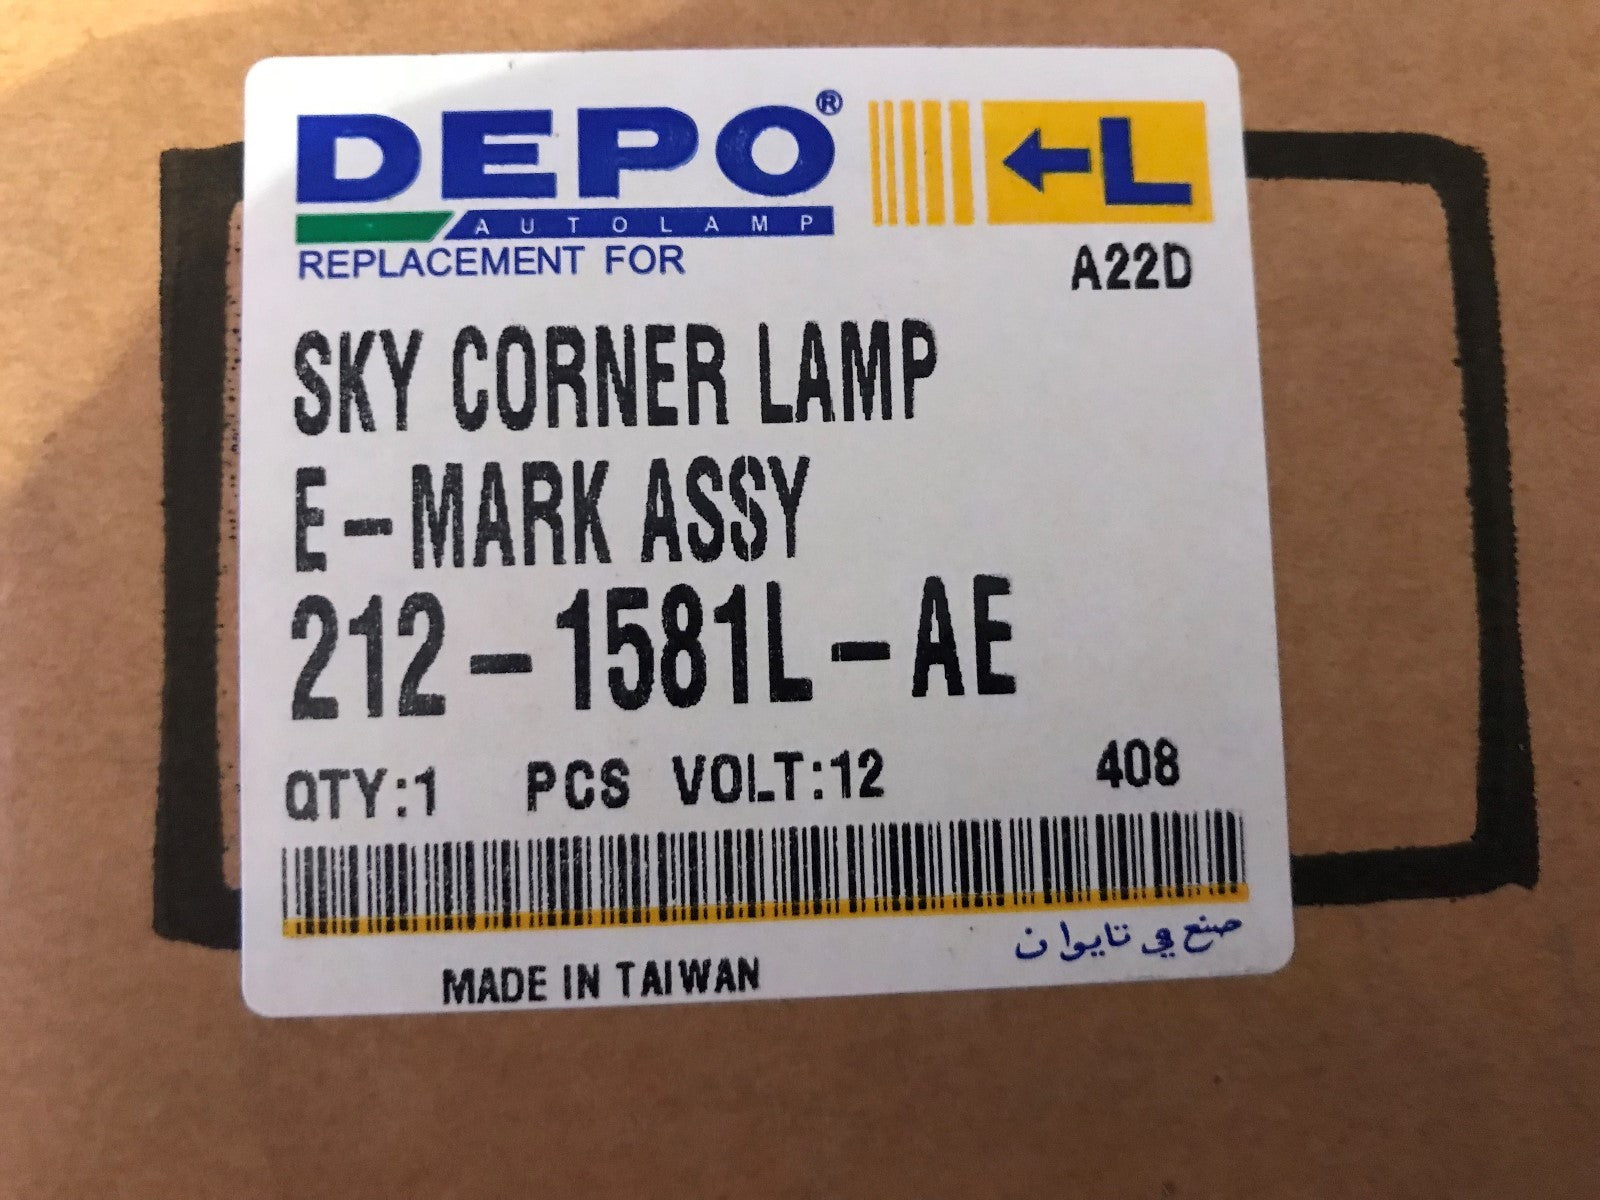 DEPO®
AUTOLAMP
L
REPLACEMENT FOR
A22D
SKY CORNER LAMP
E-MARK ASSY
212-1581L-AE
QTY:1 PCS VOLT:12 408
صنع في تايوان
MADE IN TAIWAN